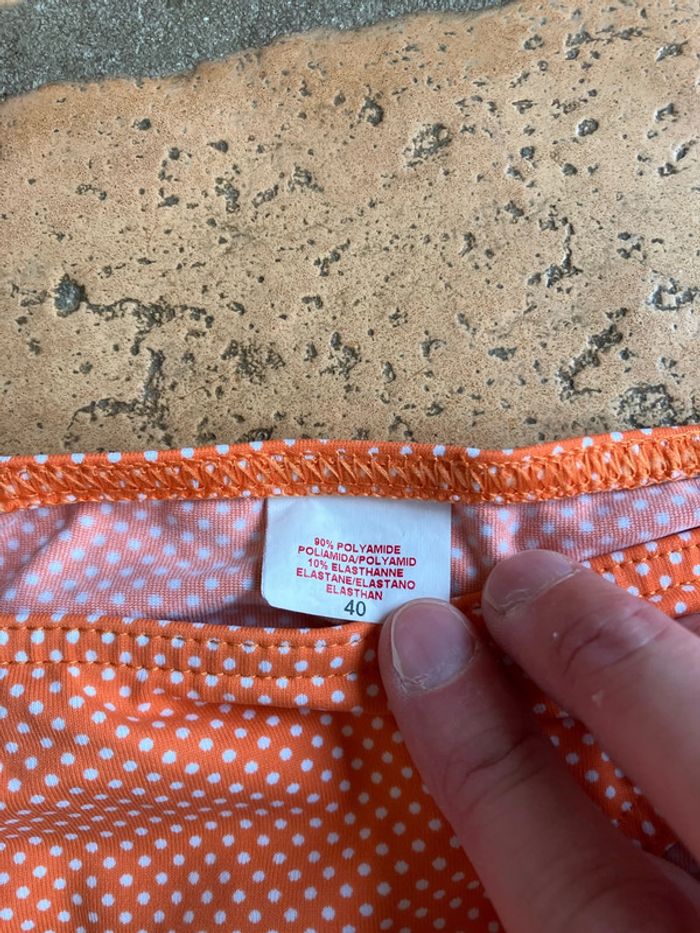 90% POLYAMIDE
POLIAMIDA/POLYAMID
10% ELASTHANNE
ELASTANE/ELASTANO
ELASTHAN
40